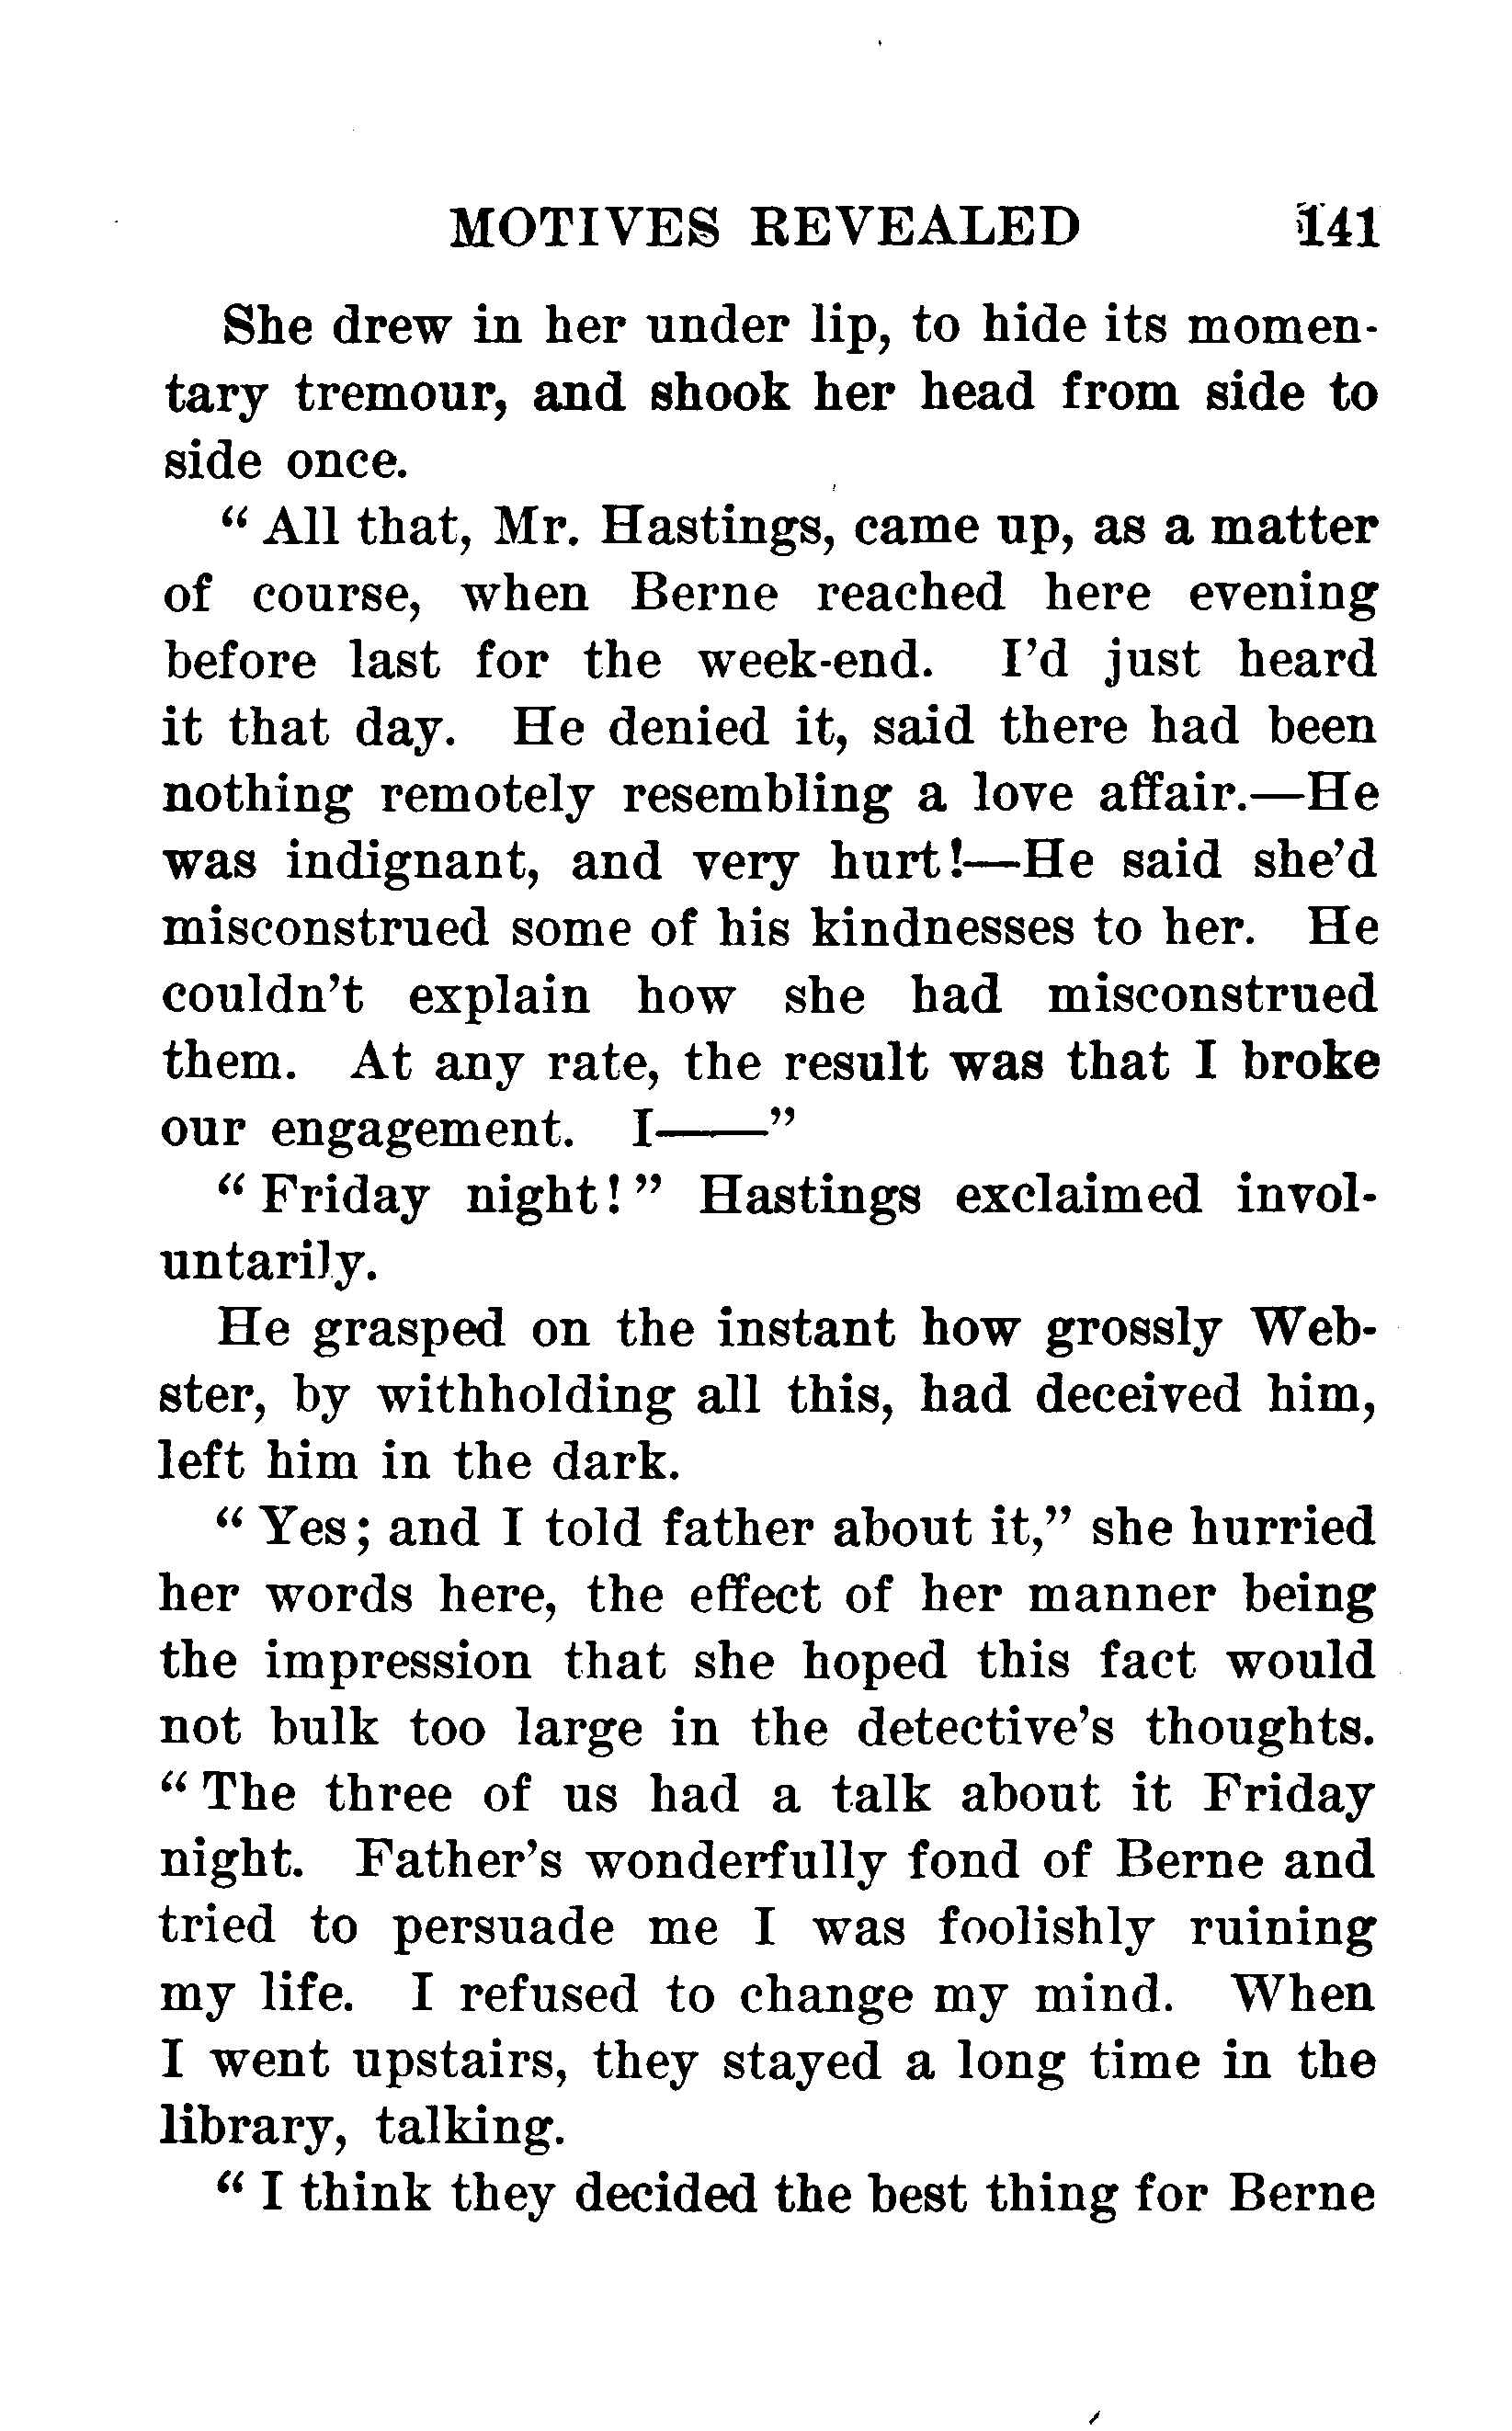 MOTIVES REVEALED 141
She drew in her under lip, to hide its momen-
tary tremour, and shook her head from side to
side once.
“ All that, Mr. Hastings, came up, as a matter
of course, when Berne reached here evening
before last for the week-end. I’d just heard
it that day. He denied it, said there had been
nothing remotely resembling a love affair.—He
was indignant, and very hurt!—He said she’d
misconstrued some of his kindnesses to her. He
couldn’t explain how she had misconstrued
them. At any rate, the result was that I broke
our engagement. I——”
“ Friday night! ” Hastings exclaimed invol-
untarily.
He grasped on the instant how grossly Web-
ster, by withholding all this, had deceived him,
left him in the dark.
“ Yes; and I told father about it,” she hurried
her words here, the effect of her manner being
the impression that she hoped this fact would
not bulk too large in the detective’s thoughts.
“ The three of us had a talk about it Friday
night. Father’s wonderfully fond of Berne and
tried to persuade me I was foolishly ruining
my life. I refused to change my mind. When
I went upstairs, they stayed a long time in the
library, talking.
“ I think they decided the best thing for Berne